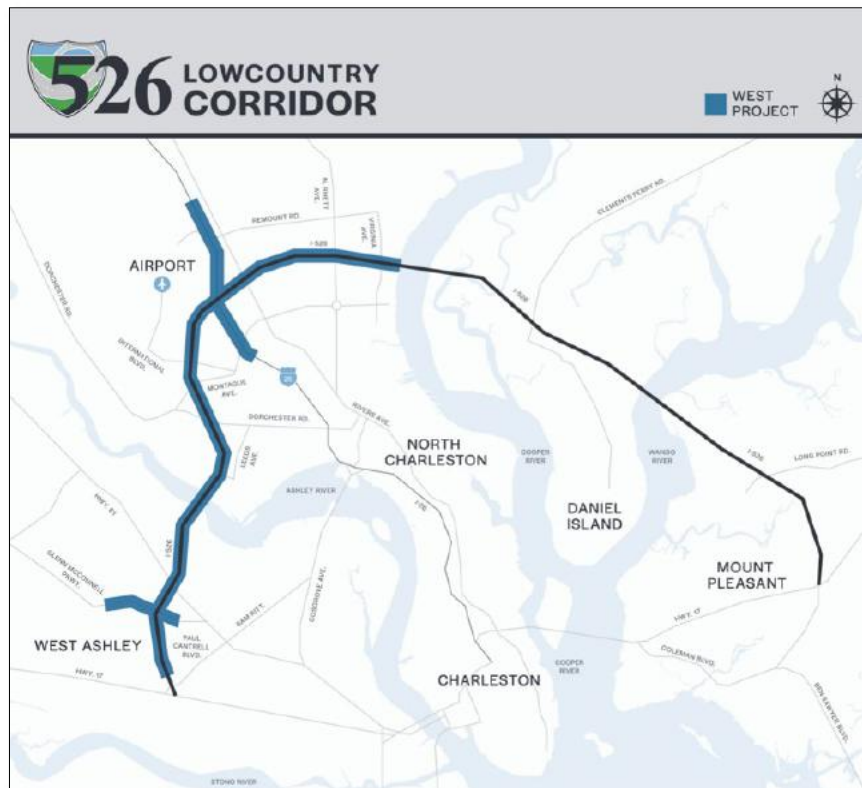 526 LOWCOUNTRY
CORRIDOR
WEST
PROJECT
N
REMOUNT RD.
N. RHETT
AVE.
VIRGINIA
AVE.
CLEMENTS FERRY RD.
I-526
AIRPORT
DORCHESTER RD.
I-526
INTERNATIONAL
BLVD.
MONTAGUE
AVE.
26
DORCHESTER RD.
RIVERS AVE.
LEEDS
AVE.
NORTH
CHARLESTON
COOPER
RIVER
WANDO
RIVER
I-526
LONG POINT RD.
ASHLEY RIVER
I-26
DANIEL
ISLAND
HWY. 61
I-526
GLENN MCCONNELL
PKWY.
COSGROVE AVE.
MOUNT
PLEASANT
SAM RITT.
WEST ASHLEY
PAUL
CANTRELL
BLVD.
HWY. 17
HWY. 17
COLEMAN BLVD.
COOPER
RIVER
CHARLESTON
BEN SAWYER BLVD.
STONO RIVER